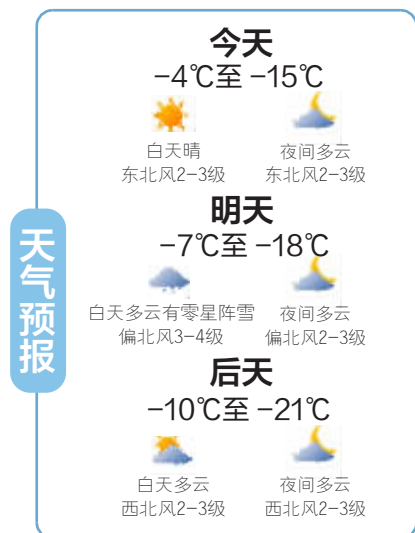 天气预报
今天
-4℃至 -15℃
白天晴 夜间多云
东北风2-3级 东北风2-3级
明天
-7℃至 -18℃
白天多云有零星阵雪 夜间多云
偏北风3-4级 偏北风2-3级
后天
-10℃至 -21℃
白天多云 夜间多云
西北风2-3级 西北风2-3级